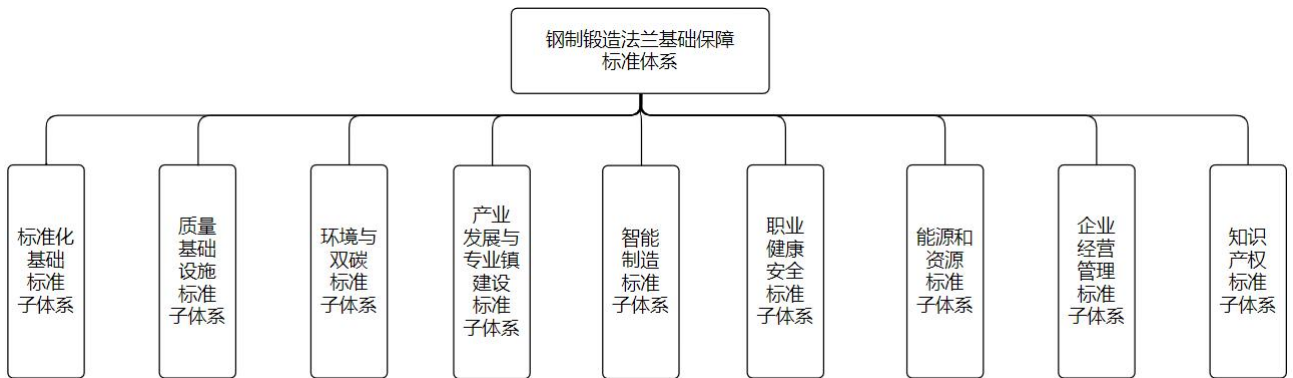 钢制锻造法兰基础保障
标准体系
标准化
基础
标准
子体系
质量
基础
设施
标准
子体系
环境与
双碳
标准
子体系
产业
发展与
专业镇
建设
标准
子体系
智能
制造
标准
子体系
职业
健康
安全
标准
子体系
能源和
资源
标准
子体系
企业
经营
管理
标准
子体系
知识
产权
标准
子体系